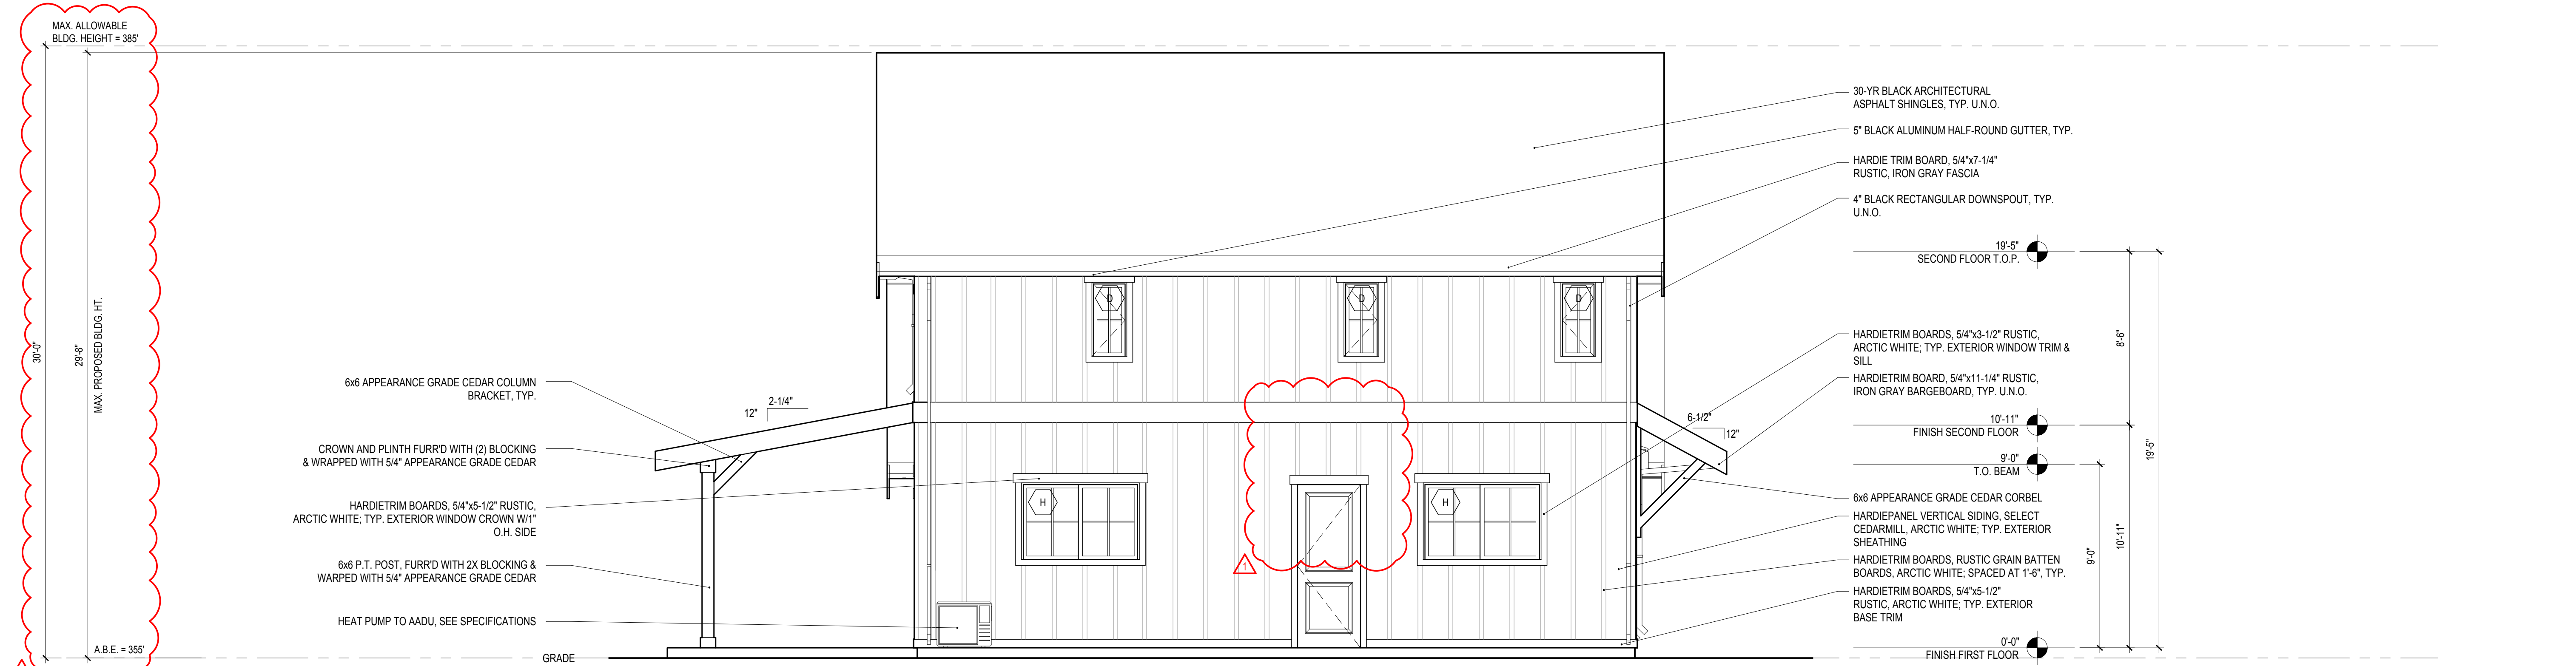 MAX. ALLOWABLE
BLDG. HEIGHT = 385'
30'-0"
29'-8"
MAX. PROPOSED BLDG. HT.
A.B.E. = 355'
6x6 APPEARANCE GRADE CEDAR COLUMN
BRACKET, TYP.
CROWN AND PLINTH FURR'D WITH (2) BLOCKING
& WRAPPED WITH 5/4" APPEARANCE GRADE CEDAR
HARDIETRIM BOARDS, 5/4"x5-1/2" RUSTIC,
ARCTIC WHITE; TYP. EXTERIOR WINDOW CROWN W/1"
O.H. SIDE
6x6 P.T. POST, FURR'D WITH 2X BLOCKING &
WARPED WITH 5/4" APPEARANCE GRADE CEDAR
HEAT PUMP TO AADU, SEE SPECIFICATIONS
GRADE
2-1/4"
12"
D
D
D
H
H
1
6-1/2"
12"
30-YR BLACK ARCHITECTURAL
ASPHALT SHINGLES, TYP. U.N.O.
5" BLACK ALUMINUM HALF-ROUND GUTTER, TYP.
HARDIE TRIM BOARD, 5/4"x7-1/4"
RUSTIC, IRON GRAY FASCIA
4" BLACK RECTANGULAR DOWNSPOUT, TYP.
U.N.O.
19'-5"
SECOND FLOOR T.O.P.
HARDIETRIM BOARDS, 5/4"x3-1/2" RUSTIC,
ARCTIC WHITE; TYP. EXTERIOR WINDOW TRIM &
SILL
HARDIETRIM BOARD, 5/4"x11-1/4" RUSTIC,
IRON GRAY BARGEBOARD, TYP. U.N.O.
10'-11"
FINISH SECOND FLOOR
9'-0"
T.O. BEAM
6x6 APPEARANCE GRADE CEDAR CORBEL
HARDIEPANEL VERTICAL SIDING, SELECT
CEDARMILL, ARCTIC WHITE; TYP. EXTERIOR
SHEATHING
HARDIETRIM BOARDS, RUSTIC GRAIN BATTEN
BOARDS, ARCTIC WHITE; SPACED AT 1'-6", TYP.
HARDIETRIM BOARDS, 5/4"x5-1/2"
RUSTIC, ARCTIC WHITE; TYP. EXTERIOR
BASE TRIM
0'-0"
FINISH FIRST FLOOR
8'-6"
19'-5"
10'-11"
9'-0"